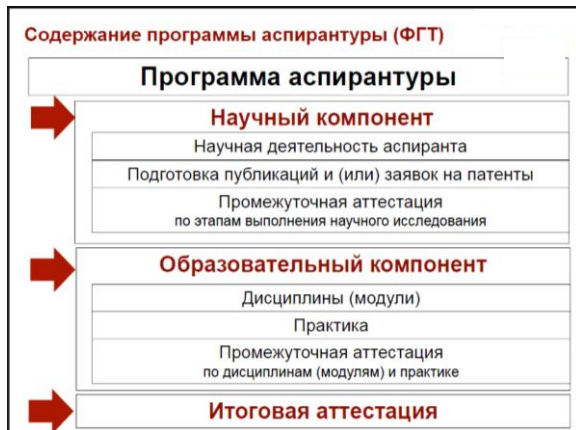 Содержание программы аспирантуры (ФГТ)
Программа аспирантуры
Научный компонент
Научная деятельность аспиранта
Подготовка публикаций и (или) заявок на патенты
Промежуточная аттестация
по этапам выполнения научного исследования
Образовательный компонент
Дисциплины (модули)
Практика
Промежуточная аттестация
по дисциплинам (модулям) и практике
Итоговая аттестация